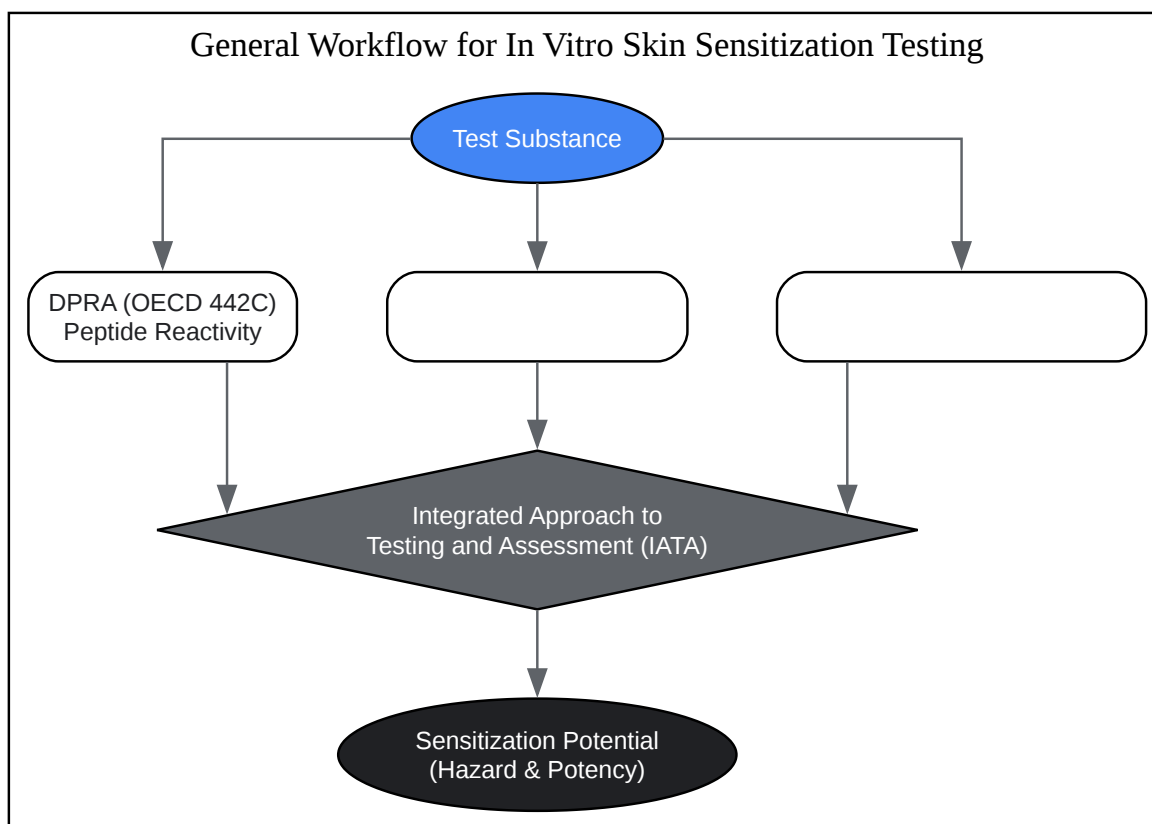 General Workflow for In Vitro Skin Sensitization Testing
Test Substance
DPRA (OECD 442C)
Peptide Reactivity
Integrated Approach to
Testing and Assessment (IATA)
Sensitization Potential
(Hazard & Potency)